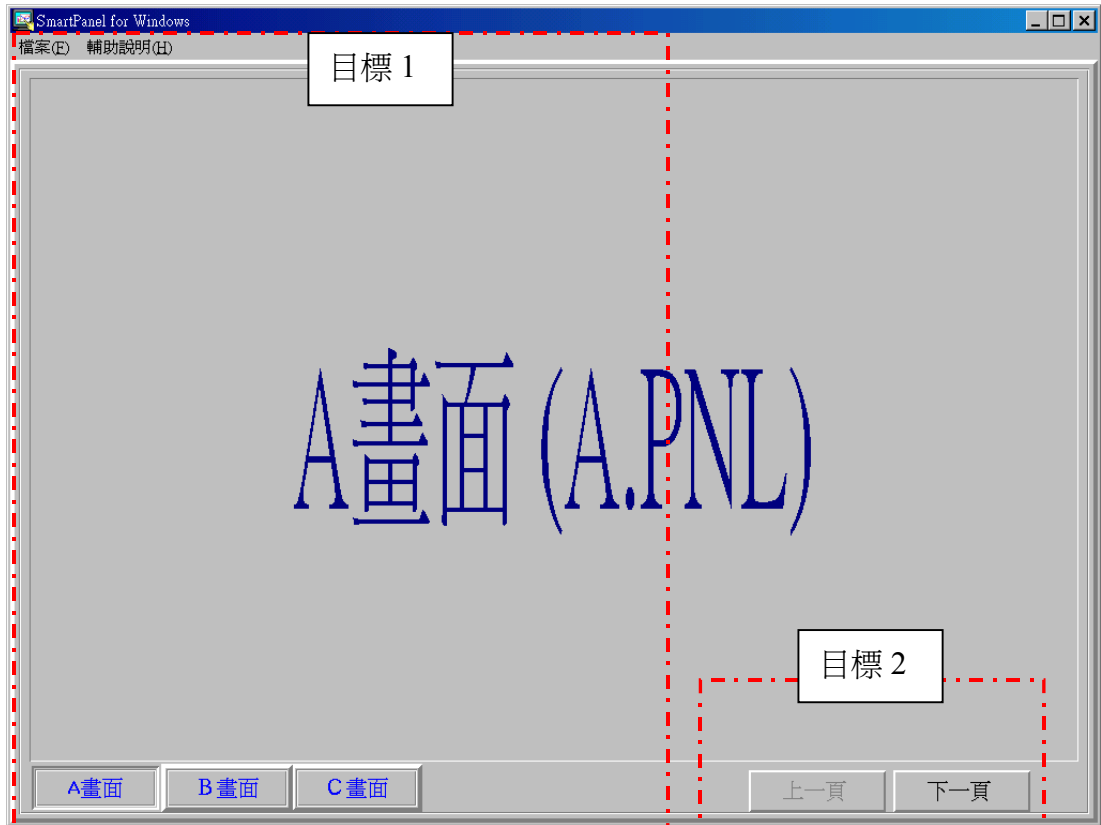 SmartPanel for Windows
檔案(F) 輔助說明(H)
目標 1
A畫面 (A.PNL)
目標 2
A畫面 B 畫面 C 畫面 上一頁 下一頁